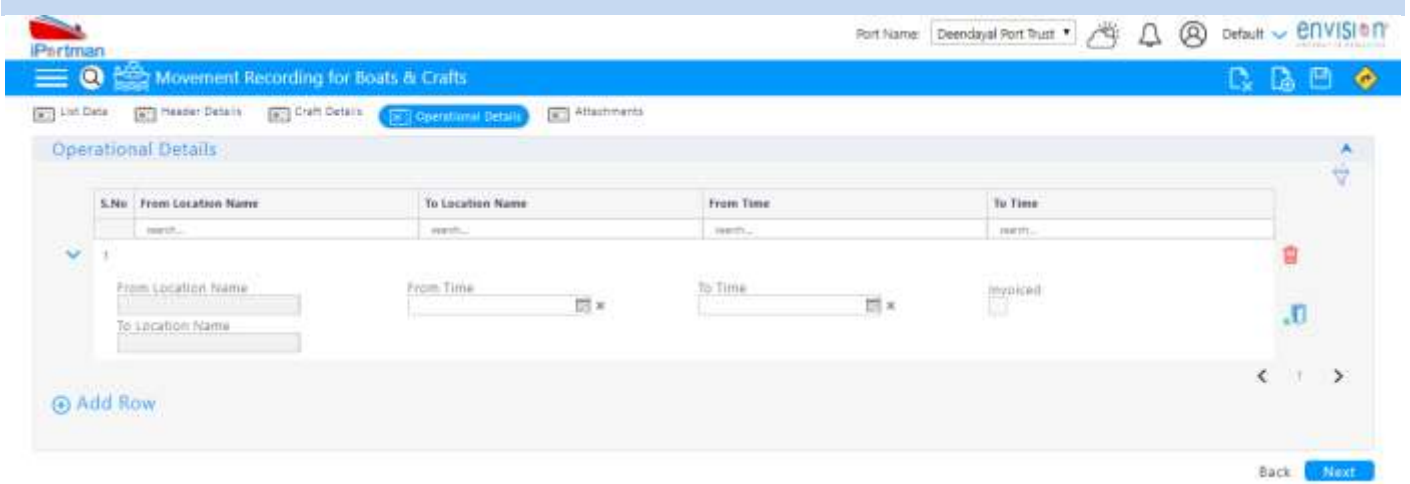 Port Name: Deendayal Port Trust Default envision
iPortman
Movement Recording for Boats & Crafts
List Data Header Details Craft Details Operational Details Attachments
Operational Details
S.No From Location Name To Location Name From Time To Time
search... search... search... search...
1
From Location Name From Time To Time Invoiced
To Location Name
1
Add Row
Back Next